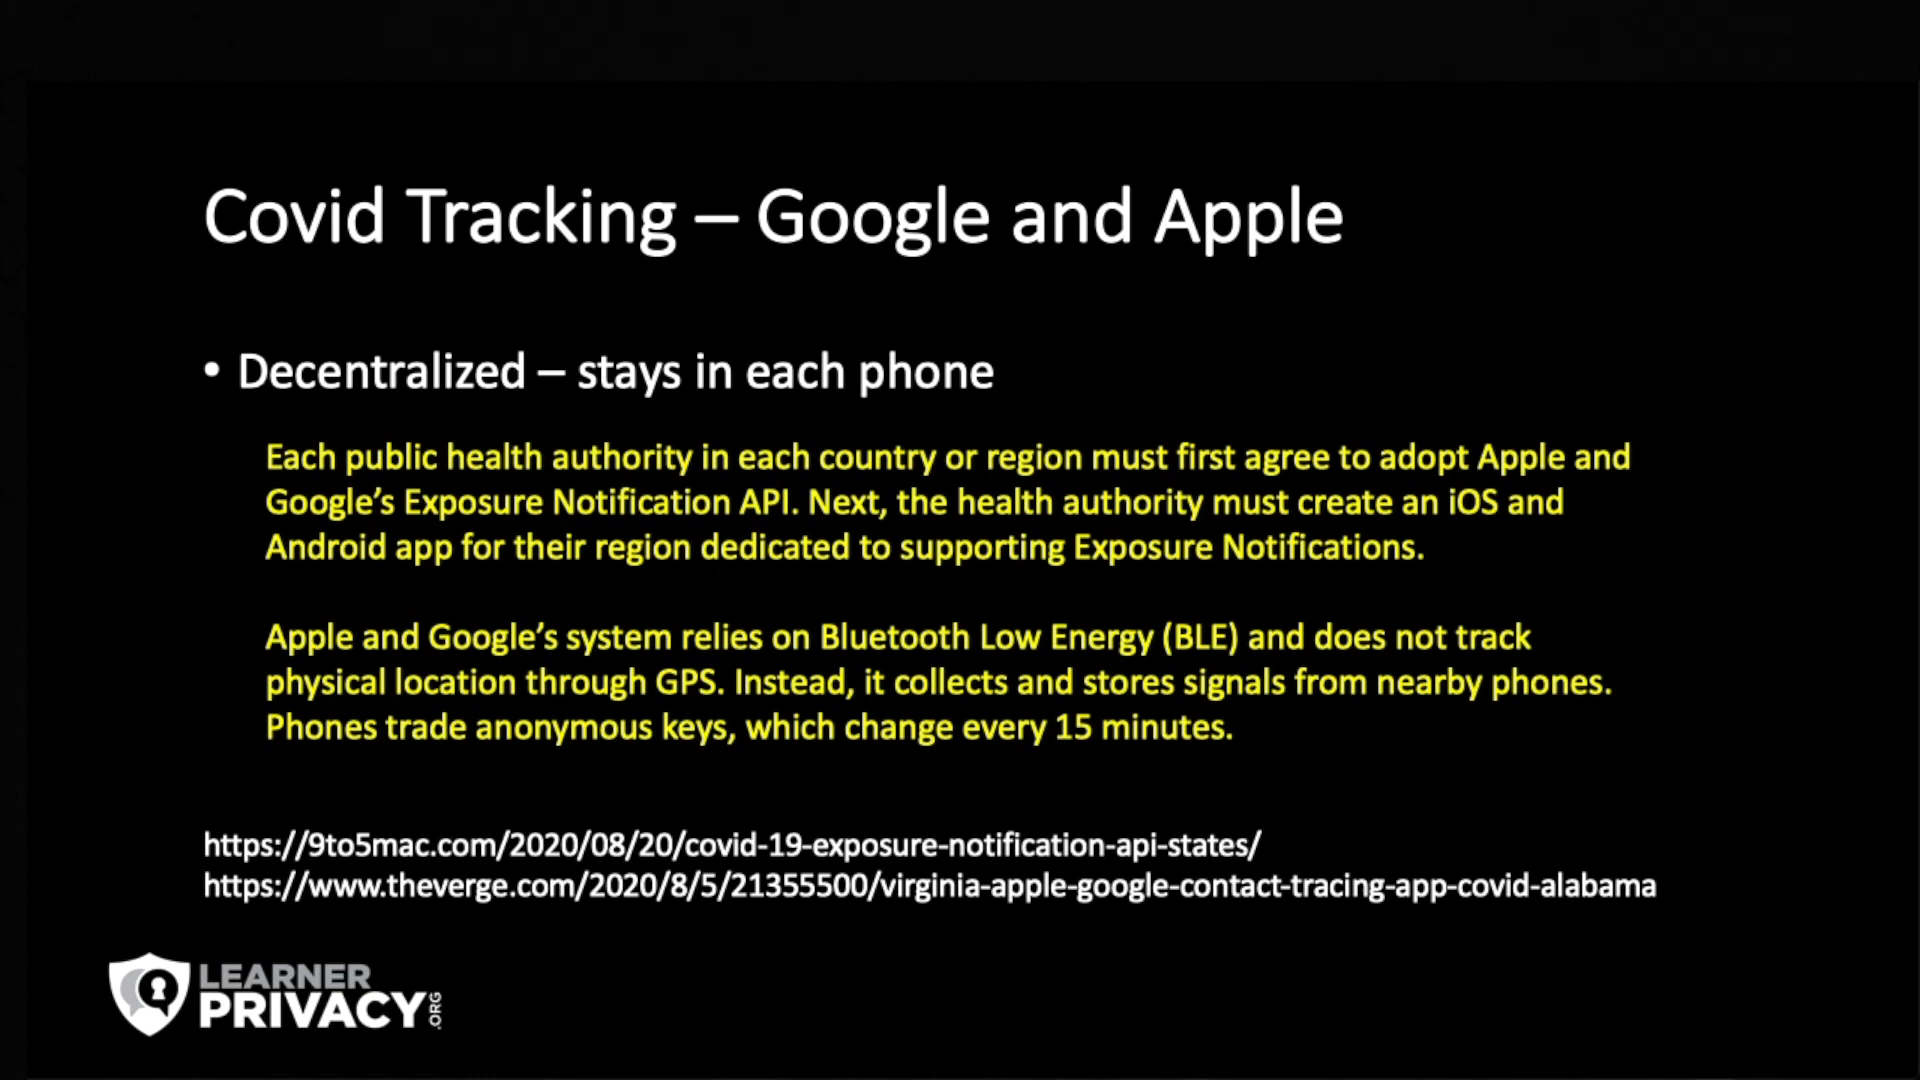 Covid Tracking – Google and Apple
• Decentralized – stays in each phone
Each public health authority in each country or region must first agree to adopt Apple and
Google’s Exposure Notification API. Next, the health authority must create an iOS and
Android app for their region dedicated to supporting Exposure Notifications.
Apple and Google’s system relies on Bluetooth Low Energy (BLE) and does not track
physical location through GPS. Instead, it collects and stores signals from nearby phones.
Phones trade anonymous keys, which change every 15 minutes.
https://9to5mac.com/2020/08/20/covid-19-exposure-notification-api-states/
https://www.theverge.com/2020/8/5/21355500/virginia-apple-google-contact-tracing-app-covid-alabama
LEARNER
PRIVACY.ORG